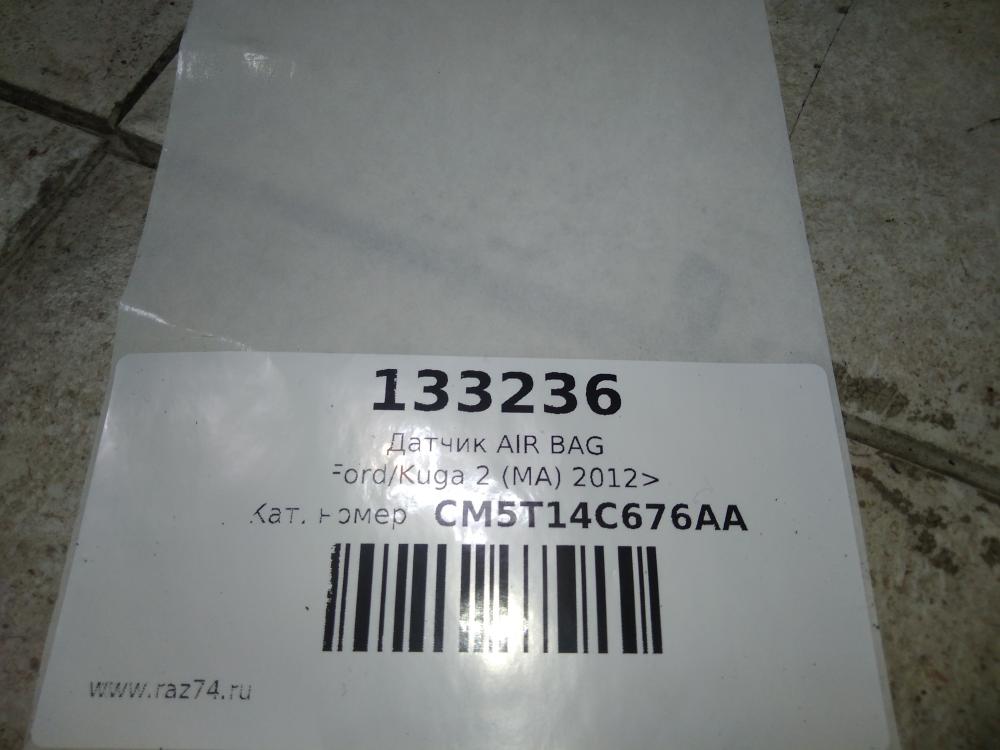 133236
Датчик AIR BAG
Ford/Kuga 2 (MA) 2012>
Кат. номер CM5T14C676AA
www.raz74.ru